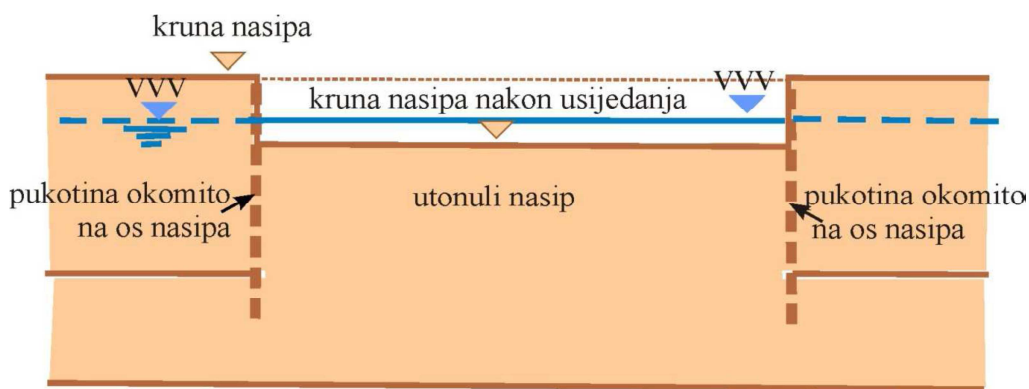 kruna nasipa
VVV
VVV
kruna nasipa nakon usijedanja
pukotina okomito
na os nasipa
utonuli nasip
pukotina okomito
na os nasipa